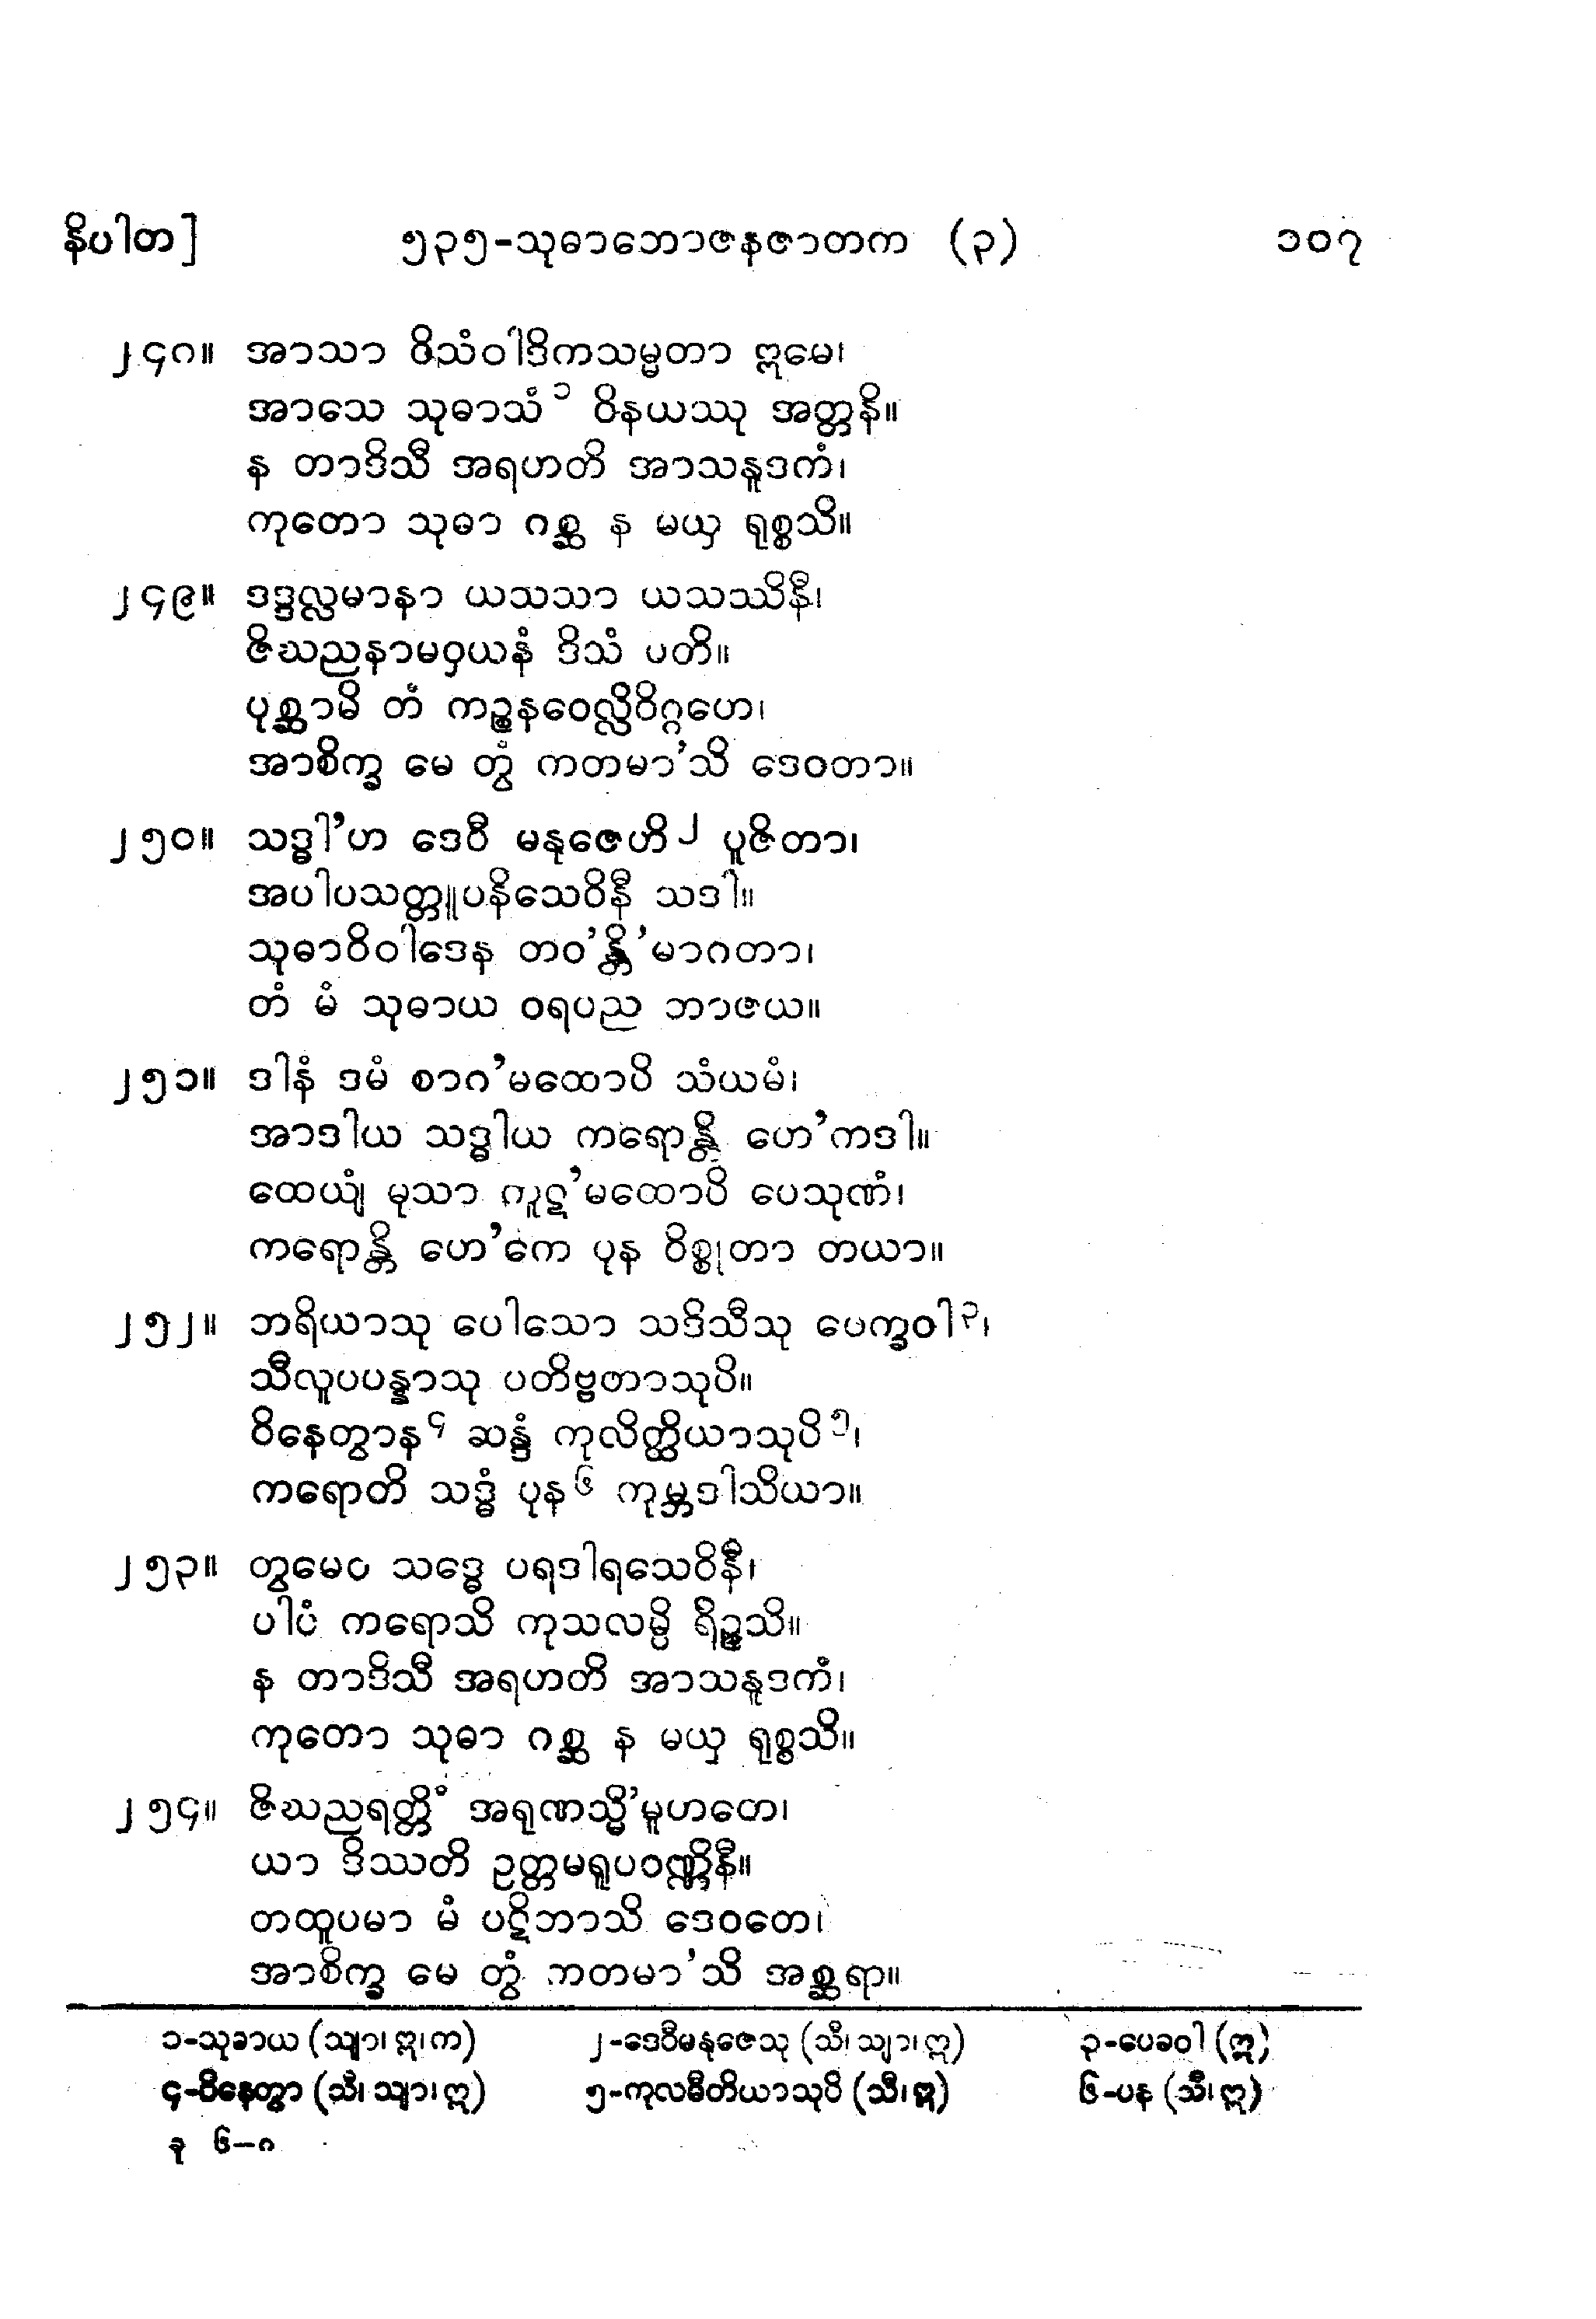 နိပါတ]	၅၃၅-သုဓာဘောဇနဇာတက (၃)	၁၀၇
၂၄၈။ အာသာ ဝိသံဝါဒိကသမ္မတာ ဣမေ၊
အာသေ သုဓာသံ ၁ ဝိနယဿု အတ္တနိ။
န တာဒိသီ အရဟတိ အာသနူဒကံ၊
ကုတော သုဓာ ဂစ္ဆ န မယှ ရုစ္စသိ။
၂၄၉။ ဒဒ္ဒလ္လမာနာ ယသသာ ယသဿိနီ၊
ဇိဃညနာမဝှယနံ ဒိသံ ပတိ။
ပုစ္ဆာမိ တံ ကဉ္စနဝေလ္လိဝိဂ္ဂဟေ၊
အာစိက္ခ မေ တွံ ကတမာ’သိ ဒေဝတာ။
၂၅၀။ သဒ္ဓါ’ဟ ဒေဝီ မနုဇေဟိ ၂ ပူဇိတာ၊
အပါပသတ္တူပနိသေဝိနီ သဒါ။
သုဓာဝိဝါဒေန တဝ’န္တိ’မာဂတာ၊
တံ မံ သုဓာယ ဝရပည ဘာဇယ။
၂၅၁။ ဒါနံ ဒမံ စာဂ’မထောပိ သံယမံ၊
အာဒါယ သဒ္ဓါယ ကရောန္တိ ဟေ’ကဒါ။
ထေယျံ မုသာ ကူဋ’မထောပိ ပေသုဏံ၊
ကရောန္တိ ဟေ’ကေ ပုန ဝိစ္စုတာ တယာ။
၂၅၂။ ဘရိယာသု ပေါသော သဒိသီသု ပေက္ခဝါ ၃၊
သီလူပပန္နာသု ပတိဗ္ဗတာသုပိ။
ဝိနေတွာန ၄ ဆန္ဒံ ကုလိတ္ထိယာသုပိ ၅၊
ကရောတိ သဒ္ဓံ ပုန ၆ ကုမ္ဘဒါသိယာ။
၂၅၃။ တွမေဝ သဒ္ဓေ ပရဒါရသေဝိနီ၊
ပါပံ ကရောသိ ကုသလမ္ပိ ရိဉ္စသိ။
န တာဒိသီ အရဟတိ အာသနူဒကံ၊
ကုတော သုဓာ ဂစ္ဆ န မယှ ရုစ္စသိ။
၂၅၄။ ဇိဃညရတ္တိံ အရုဏသ္မိ’မူဟတေ၊
ယာ ဒိဿတိ ဥတ္တမရူပဝဏ္ဏိနီ။
တထူပမာ မံ ပဋိဘာသိ ဒေဝတေ၊
အာစိက္ခ မေ တွံ ကတမာ’သိ အစ္ဆရာ။
၁-သုခာယ (သျာ၊ဣ၊က)	၂-ဒေဝီမနုဇေသု (သီ၊သျာ၊ဣ)	၃-ပေခဝါ (ဣ)
၄-ဝိနေတွာ (သီ၊သျာ၊ဣ)	၅-ကုလဓီတိယာသုပိ (သီ၊ဣ)	၆-ပန (သီ၊ဣ)
နု ၆–၈